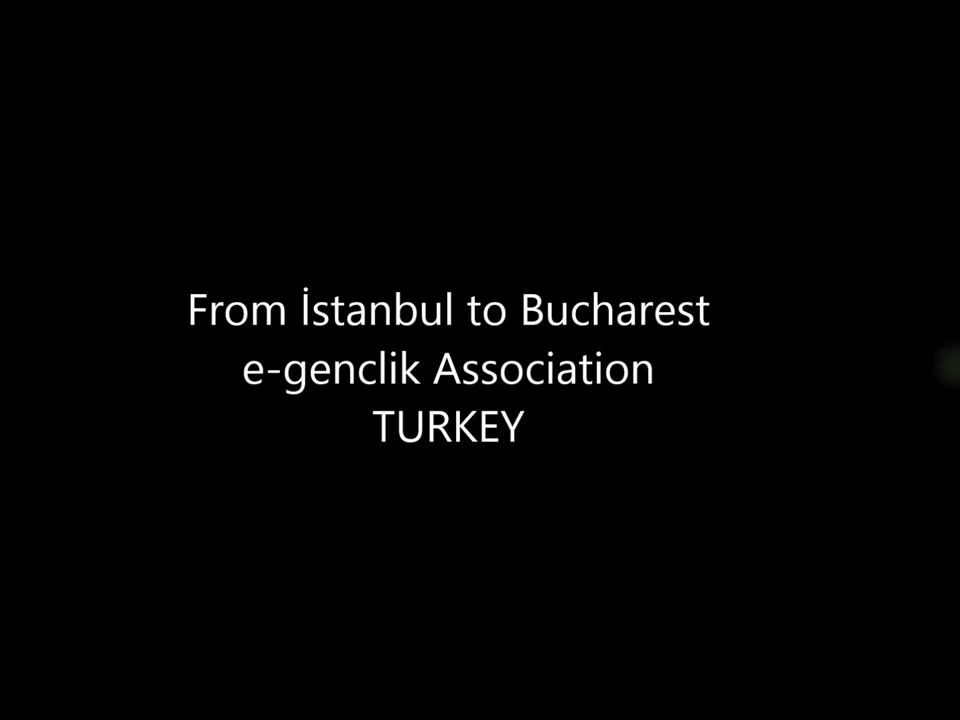 From İstanbul to Bucharest
e-genclik Association
TURKEY